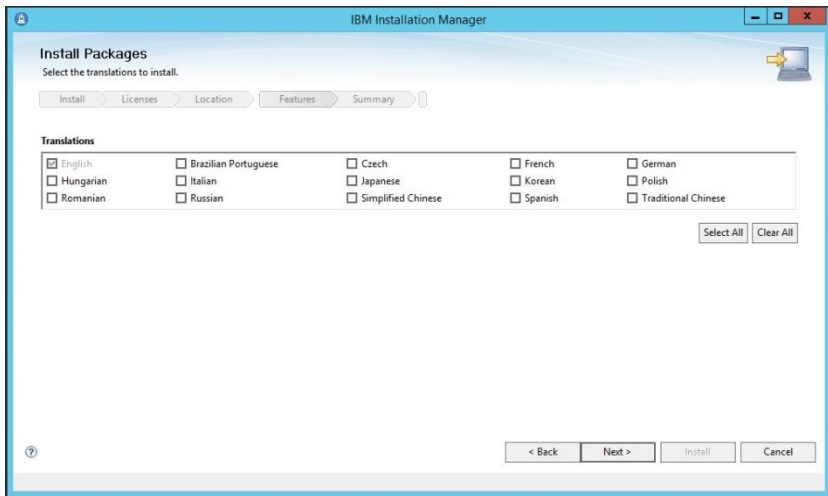 IBM Installation Manager
Install Packages
Select the translations to install.
Install Licenses Location Features Summary
Translations
English Brazilian Portuguese Czech French German
Hungarian Italian Japanese Korean Polish
Romanian Russian Simplified Chinese Spanish Traditional Chinese
Select All Clear All
? < Back Next > Install Cancel